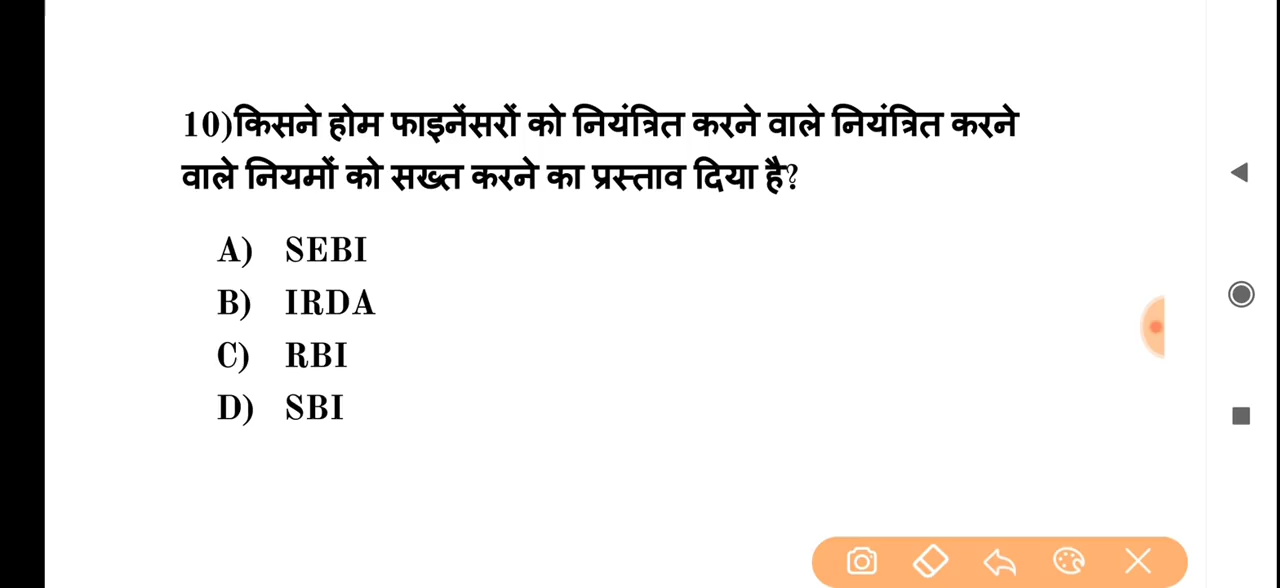 10)किसने होम फाइनेंसरों को नियंत्रित करने वाले नियंत्रित करने
वाले नियमों को सख्त करने का प्रस्ताव दिया है?
A) SEBI
B) IRDA
C) RBI
D) SBI